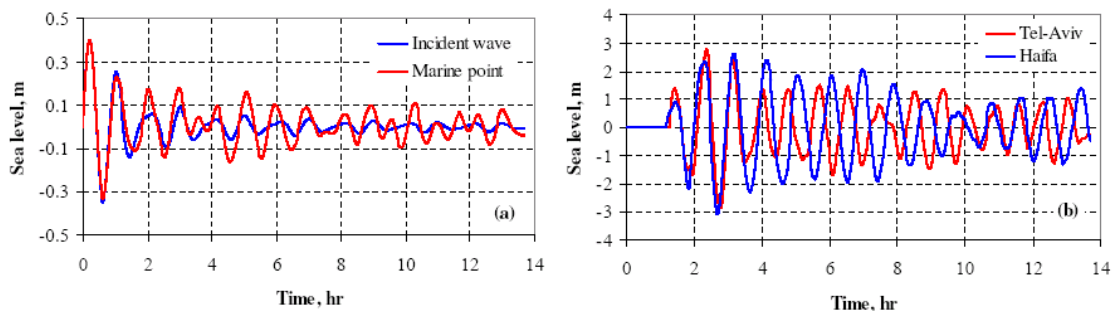 0.5
0.3
0.1
-0.1
-0.3
-0.5
Sea level, m
Incident wave
Marine point
(a)
0 2 4 6 8 10 12 14
Time, hr
4
3
2
1
0
-1
-2
-3
-4
Sea level, m
Tel-Aviv
Haifa
(b)
0 2 4 6 8 10 12 14
Time, hr